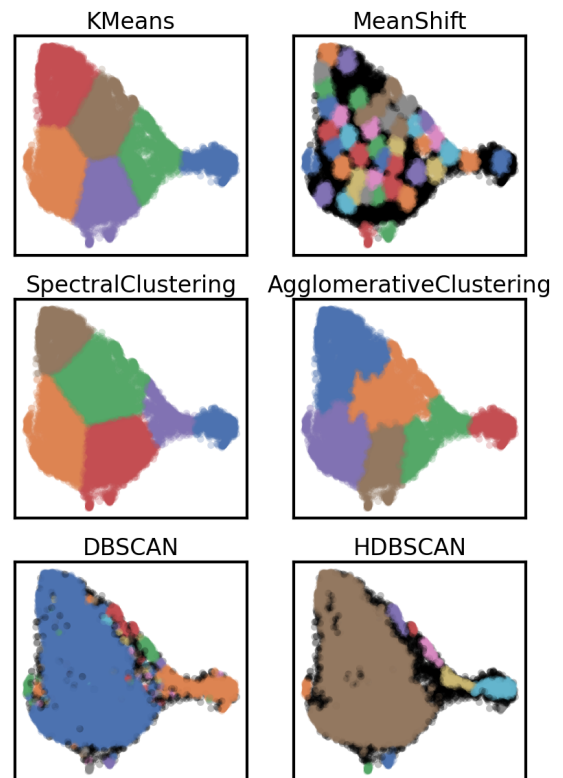 KMeans
MeanShift
SpectralClustering
AgglomerativeClustering
DBSCAN
HDBSCAN